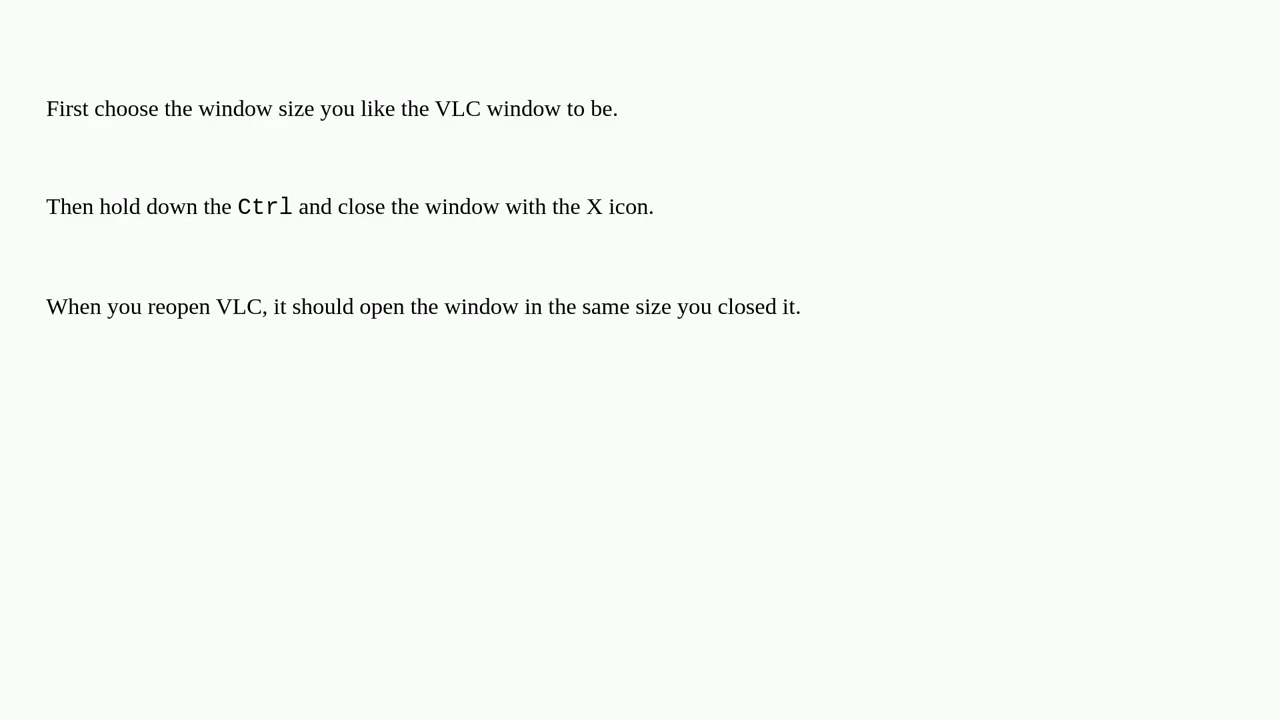 First choose the window size you like the VLC window to be.
Then hold down the Ctrl and close the window with the X icon.
When you reopen VLC, it should open the window in the same size you closed it.